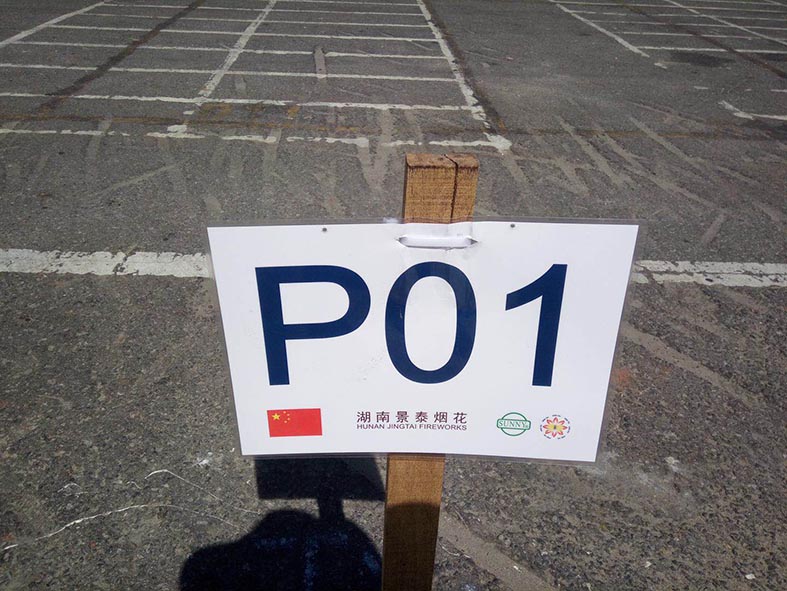 P01
湖南景泰烟花
HUNAN JINGTAI FIREWORKS
SUNNY